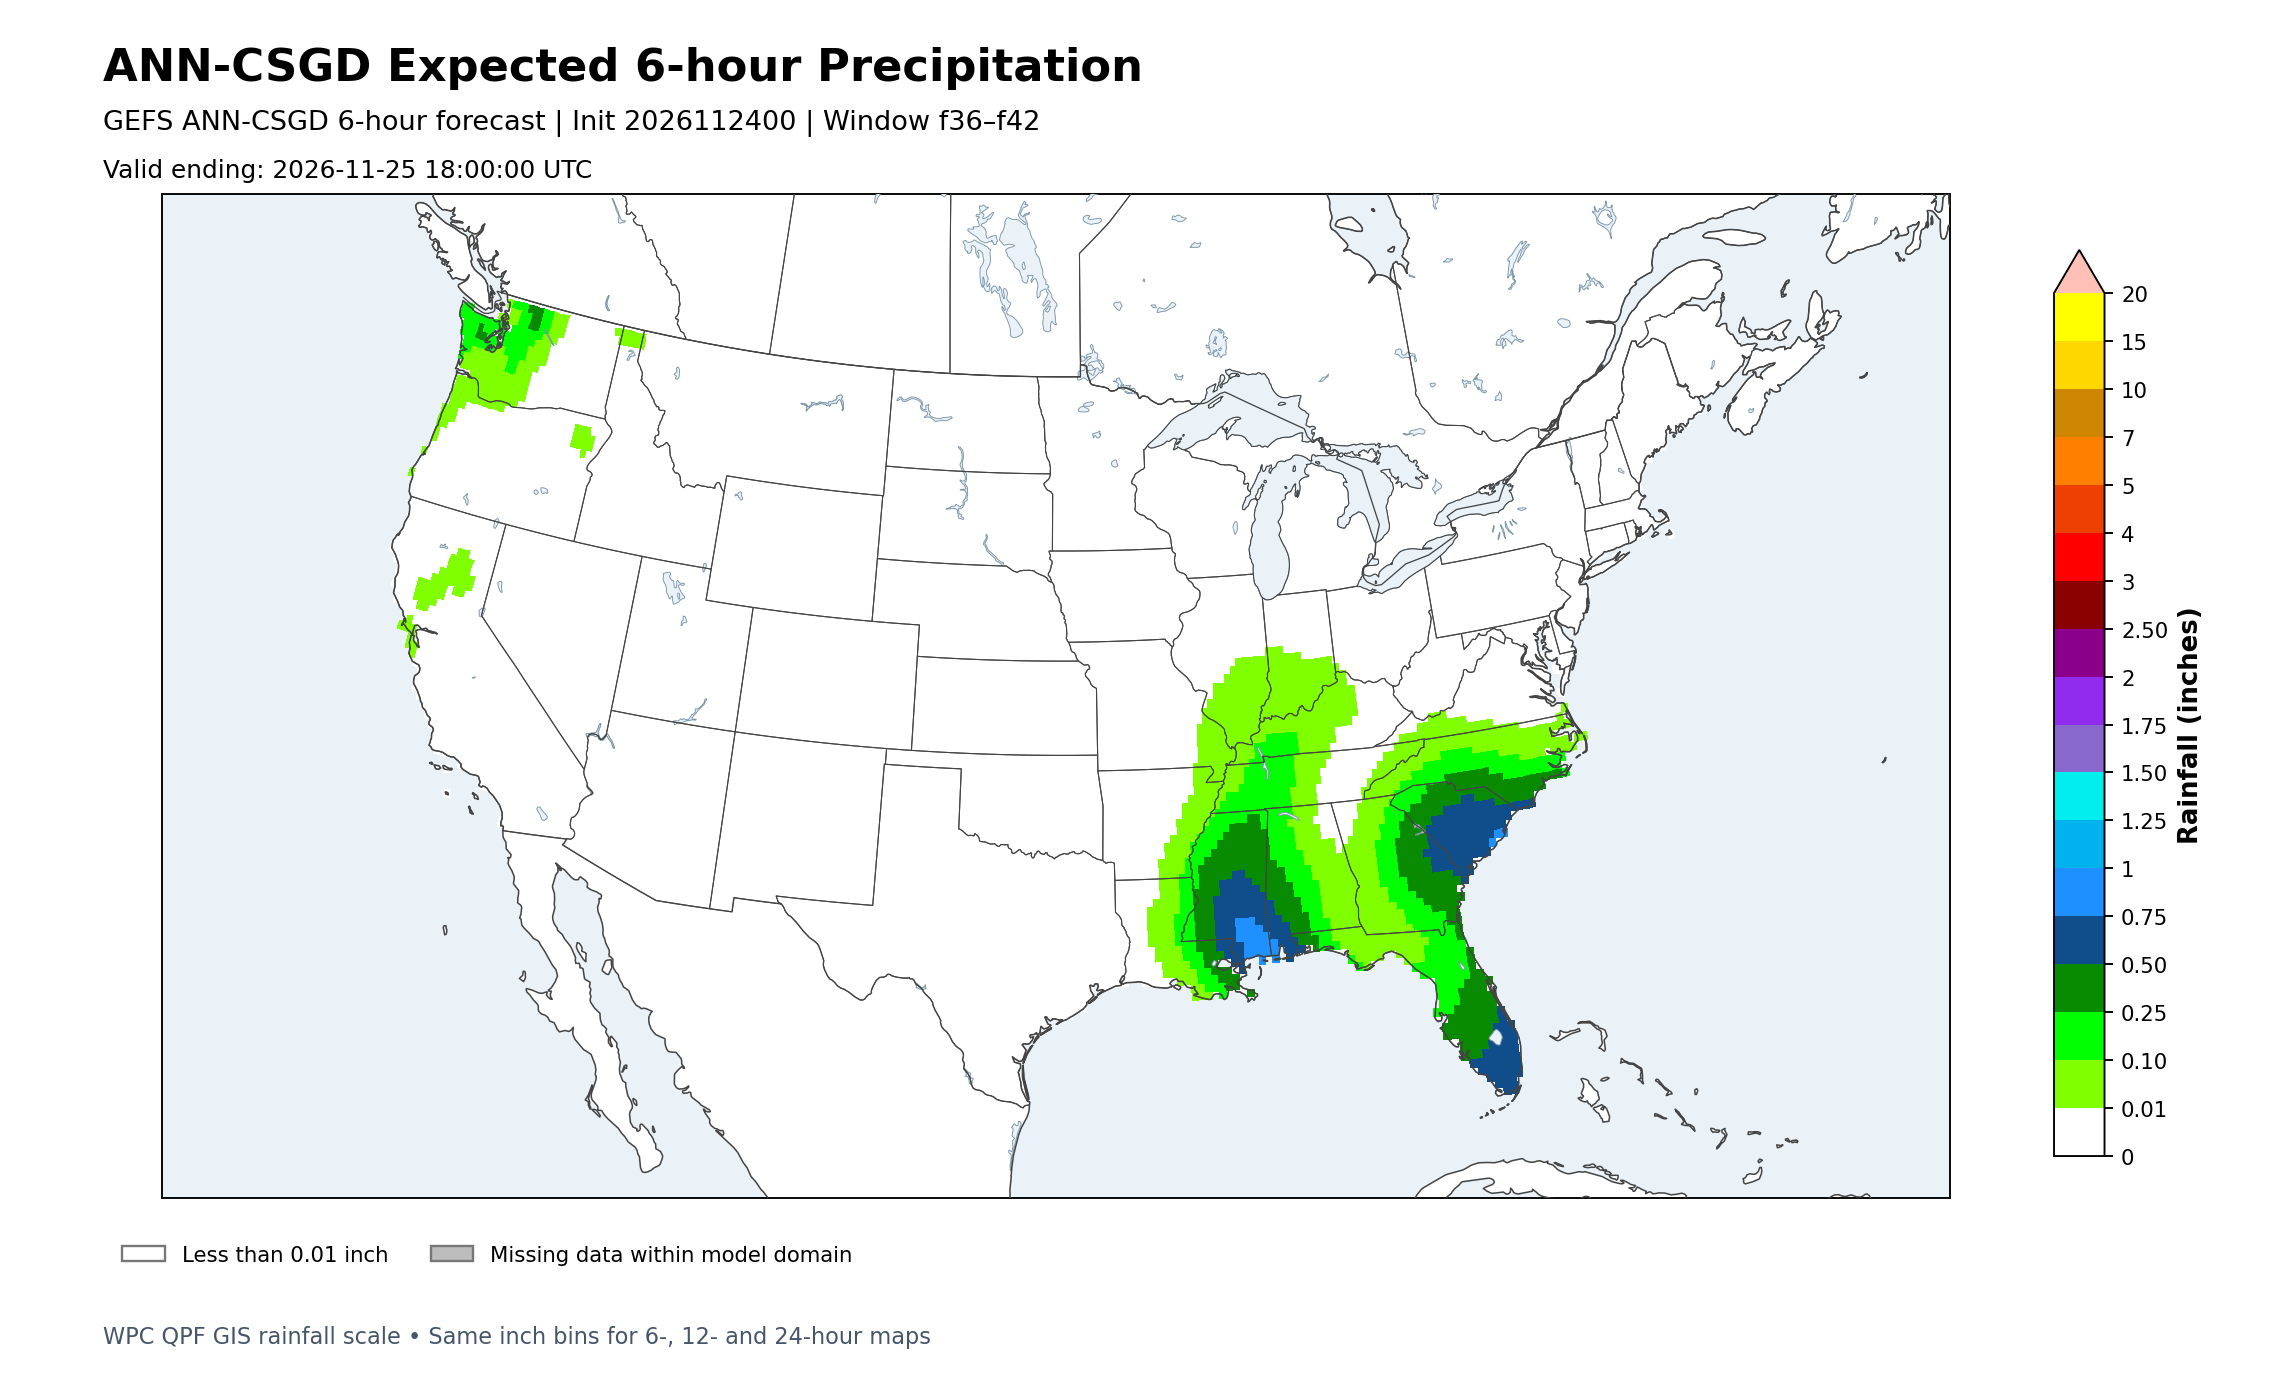 ANN-CSGD Expected 6-hour Precipitation
GEFS ANN-CSGD 6-hour forecast | Init 2026112400 | Window f36–f42
Valid ending: 2026-11-25 18:00:00 UTC
20
15
10
7
5
4
3
2.50
2
1.75
1.50
1.25
1
0.75
0.50
0.25
0.10
0.01
0
Rainfall (inches)
Less than 0.01 inch
Missing data within model domain
WPC QPF GIS rainfall scale • Same inch bins for 6-, 12- and 24-hour maps